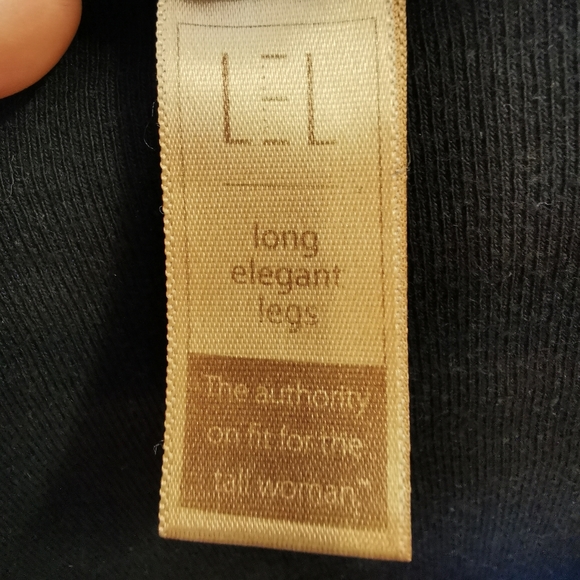 LEL
long
elegant
legs
The authority
on fit for the
tall woman™